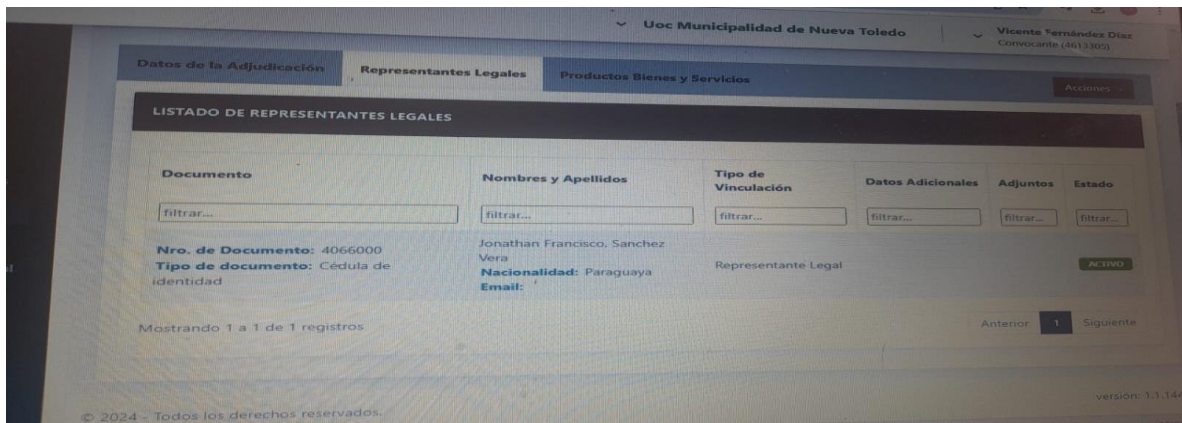 Uoc Municipalidad de Nueva Toledo
Vicente Fernández Díaz
Convocante (4613305)
Datos de la Adjudicación
Representantes Legales
Productos Bienes y Servicios
Acciones
LISTADO DE REPRESENTANTES LEGALES
Documento
Nombres y Apellidos
Tipo de
Vinculación
Datos Adicionales
Adjuntos
Estado
filtrar...
filtrar...
filtrar...
filtrar...
filtrar...
filtrar...
Nro. de Documento: 4066000
Tipo de documento: Cédula de
identidad
Jonathan Francisco, Sanchez
Vera
Nacionalidad: Paraguaya
Email:
Representante Legal
ACTIVO
Mostrando 1 a 1 de 1 registros
Anterior
1
Siguiente
© 2024 - Todos los derechos reservados.
versión: 1.1.14